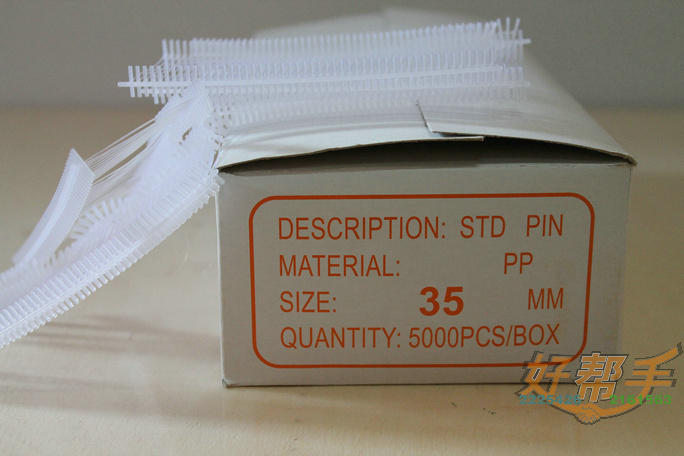 DESCRIPTION: STD PIN
MATERIAL: PP
SIZE: 35 MM
QUANTITY: 5000PCS/BOX
好帮手